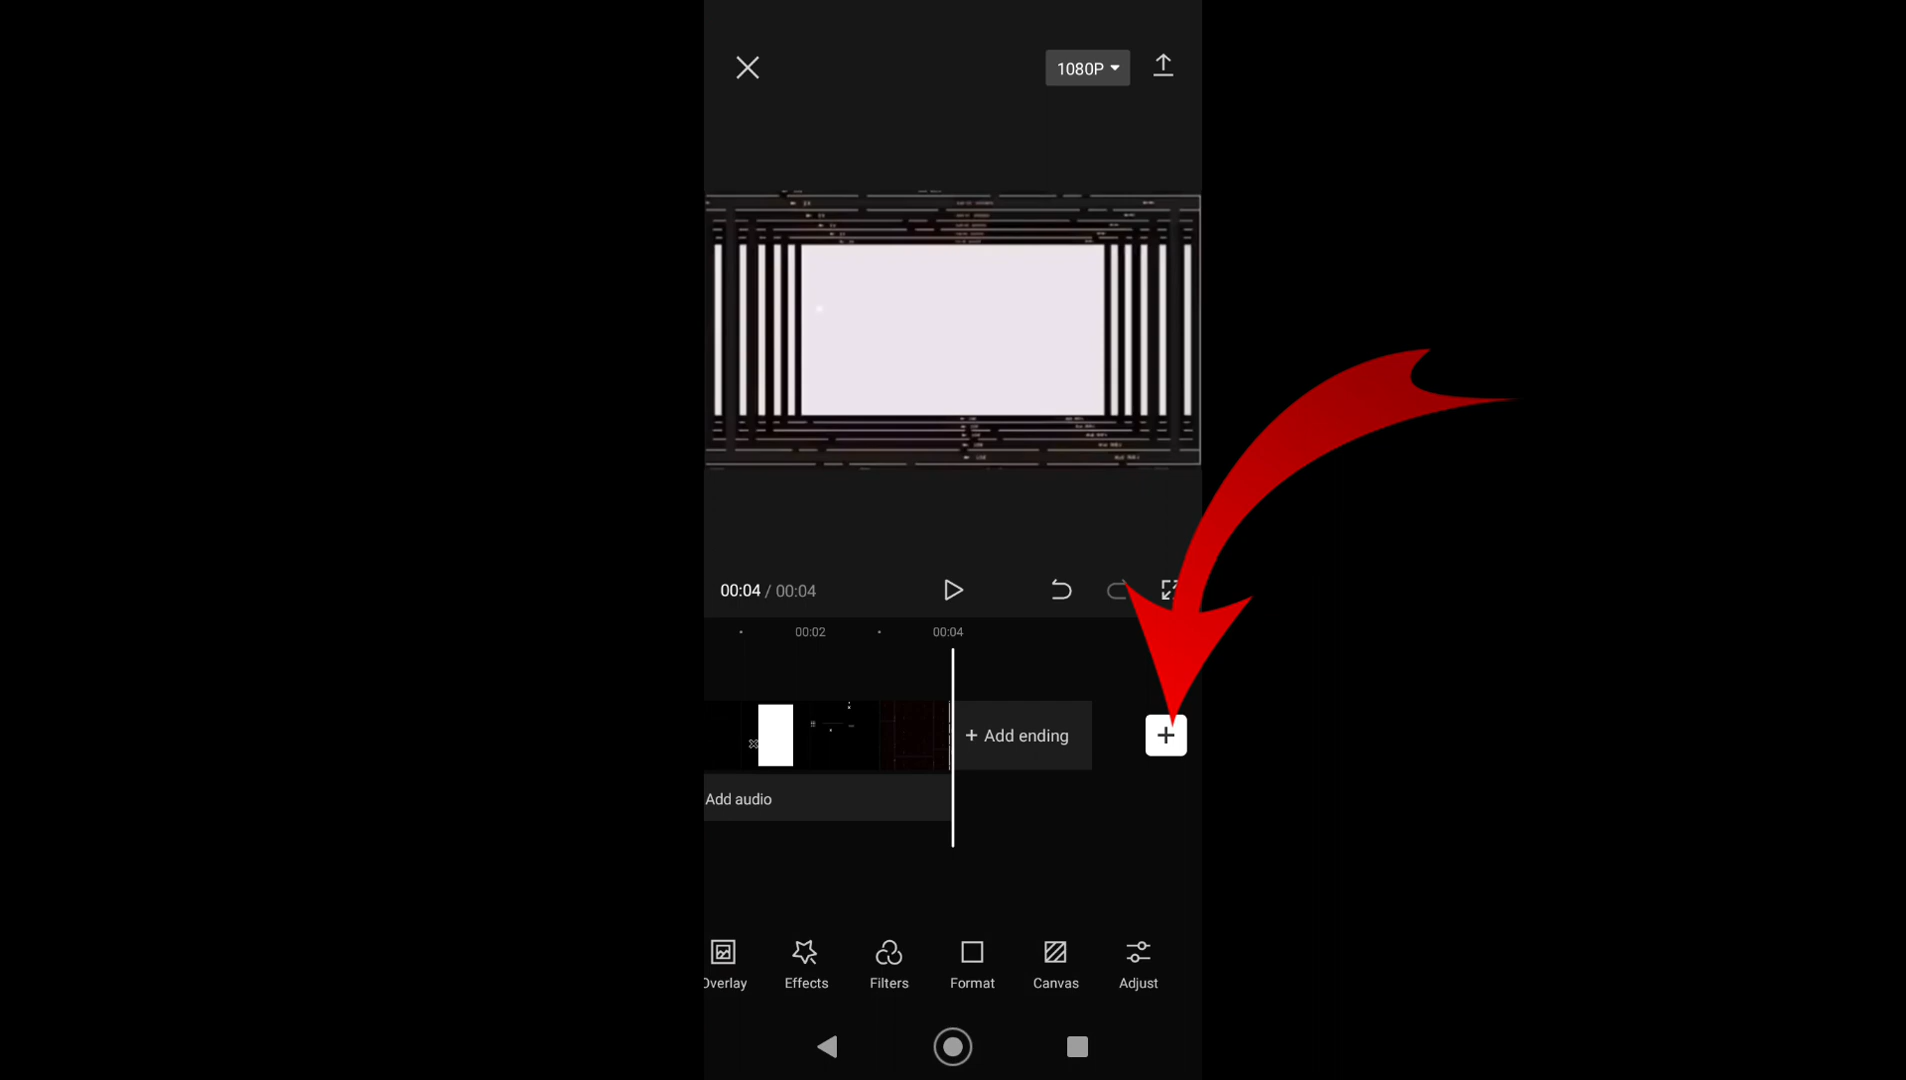 1080P
00:04 / 00:04
00:02
00:04
+ Add ending
Add audio
Overlay
Effects
Filters
Format
Canvas
Adjust